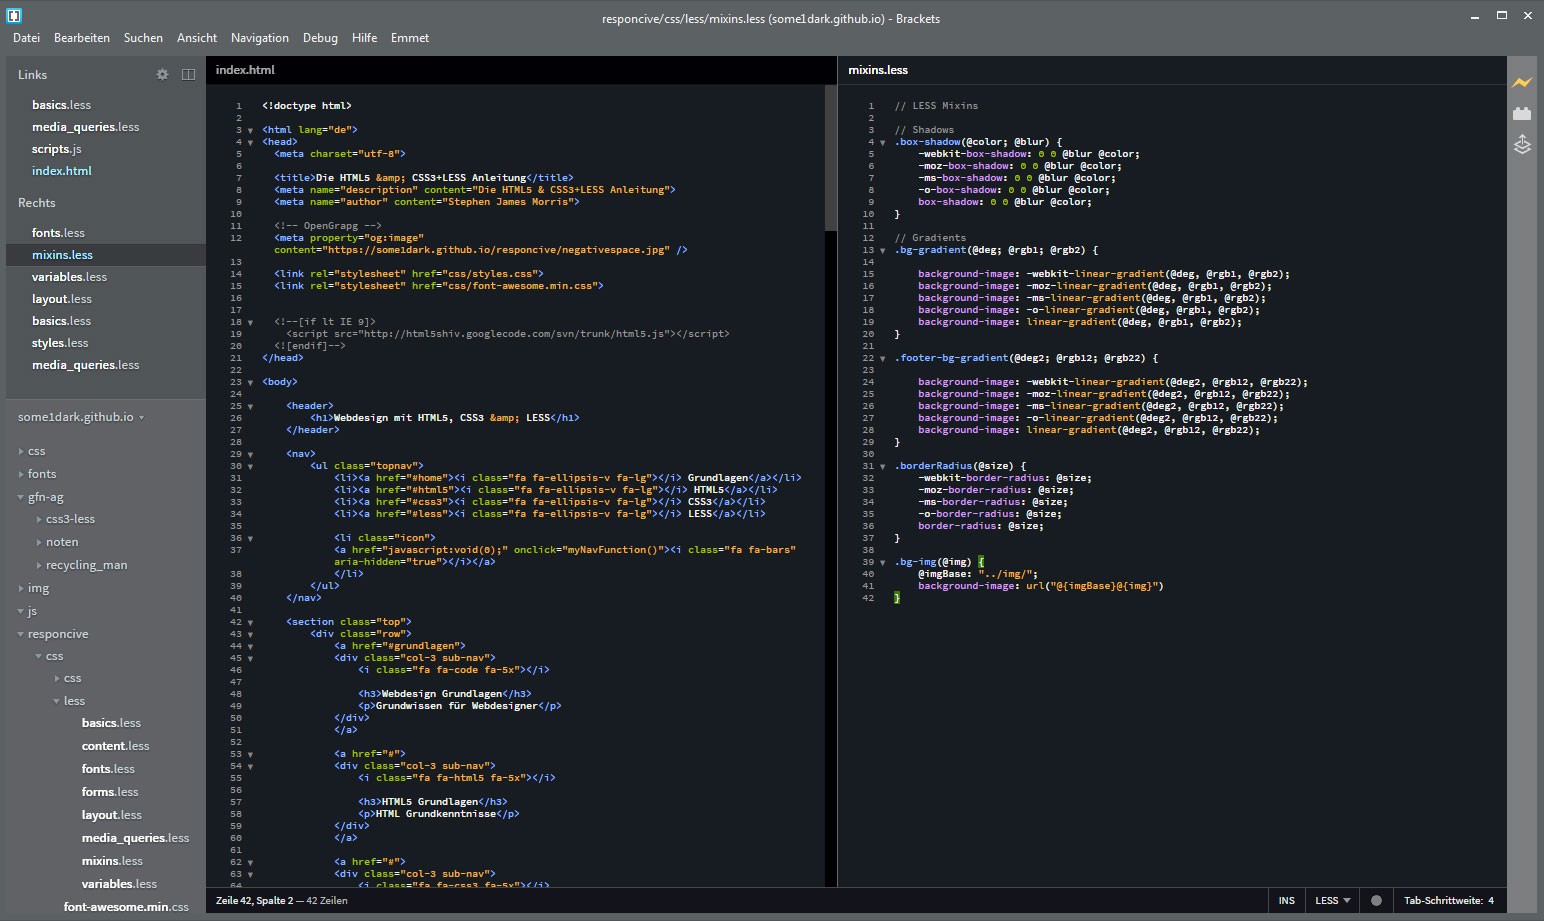 responcive/css/less/mixins.less (some1dark.github.io) - Brackets
Datei Bearbeiten Suchen Ansicht Navigation Debug Hilfe Emmet
Links
basics.less
media_queries.less
scripts.js
index.html
Rechts
fonts.less
mixins.less
variables.less
layout.less
basics.less
styles.less
media_queries.less
some1dark.github.io
css
fonts
gfn-ag
css3-less
noten
recycling_man
img
js
responcive
css
css
less
basics.less
content.less
fonts.less
forms.less
layout.less
media_queries.less
mixins.less
variables.less
font-awesome.min.css
index.html
1 <!doctype html>
2
3 <html lang="de">
4 <head>
5 <meta charset="utf-8">
6
7 <title>Die HTML5 &amp; CSS3+LESS Anleitung</title>
8 <meta name="description" content="Die HTML5 & CSS3+LESS Anleitung">
9 <meta name="author" content="Stephen James Morris">
10
11 <!-- OpenGrapg -->
12 <meta property="og:image"
content="https://some1dark.github.io/responcive/negativespace.jpg" />
13
14 <link rel="stylesheet" href="css/styles.css">
15 <link rel="stylesheet" href="css/font-awesome.min.css">
16
17
18 <!--[if lt IE 9]>
19 <script src="http://html5shiv.googlecode.com/svn/trunk/html5.js"></script>
20 <![endif]-->
21 </head>
22
23 <body>
24
25 <header>
26 <h1>Webdesign mit HTML5, CSS3 &amp; LESS</h1>
27 </header>
28
29 <nav>
30 <ul class="topnav">
31 <li><a href="#home"><i class="fa fa-ellipsis-v fa-lg"></i> Grundlagen</a></li>
32 <li><a href="#html5"><i class="fa fa-ellipsis-v fa-lg"></i> HTML5</a></li>
33 <li><a href="#css3"><i class="fa fa-ellipsis-v fa-lg"></i> CSS3</a></li>
34 <li><a href="#less"><i class="fa fa-ellipsis-v fa-lg"></i> LESS</a></li>
35
36 <li class="icon">
37 <a href="javascript:void(0);" onclick="myNavFunction()"><i class="fa fa-bars"
aria-hidden="true"></i></a>
38 </li>
39 </ul>
40 </nav>
41
42 <section class="top">
43 <div class="row">
44 <a href="#grundlagen">
45 <div class="col-3 sub-nav">
46 <i class="fa fa-code fa-5x"></i>
47
48 <h3>Webdesign Grundlagen</h3>
49 <p>Grundwissen für Webdesigner</p>
50 </div>
51 </a>
52
53 <a href="#">
54 <div class="col-3 sub-nav">
55 <i class="fa fa-html5 fa-5x"></i>
56
57 <h3>HTML5 Grundlagen</h3>
58 <p>HTML Grundkenntnisse</p>
59 </div>
60 </a>
61
62 <a href="#">
63 <div class="col-3 sub-nav">
64 <i class="fa fa-css3 fa-5x"></i>
mixins.less
1 // LESS Mixins
2
3 // Shadows
4 .box-shadow(@color; @blur) {
5 -webkit-box-shadow: 0 0 @blur @color;
6 -moz-box-shadow: 0 0 @blur @color;
7 -ms-box-shadow: 0 0 @blur @color;
8 -o-box-shadow: 0 0 @blur @color;
9 box-shadow: 0 0 @blur @color;
10 }
11
12 // Gradients
13 .bg-gradient(@deg; @rgb1; @rgb2) {
14
15 background-image: -webkit-linear-gradient(@deg, @rgb1, @rgb2);
16 background-image: -moz-linear-gradient(@deg, @rgb1, @rgb2);
17 background-image: -ms-linear-gradient(@deg, @rgb1, @rgb2);
18 background-image: -o-linear-gradient(@deg, @rgb1, @rgb2);
19 background-image: linear-gradient(@deg, @rgb1, @rgb2);
20 }
21
22 .footer-bg-gradient(@deg2; @rgb12; @rgb22) {
23
24 background-image: -webkit-linear-gradient(@deg2, @rgb12, @rgb22);
25 background-image: -moz-linear-gradient(@deg2, @rgb12, @rgb22);
26 background-image: -ms-linear-gradient(@deg2, @rgb12, @rgb22);
27 background-image: -o-linear-gradient(@deg2, @rgb12, @rgb22);
28 background-image: linear-gradient(@deg2, @rgb12, @rgb22);
29 }
30
31 .borderRadius(@size) {
32 -webkit-border-radius: @size;
33 -moz-border-radius: @size;
34 -ms-border-radius: @size;
35 -o-border-radius: @size;
36 border-radius: @size;
37 }
38
39 .bg-img(@img) {
40 @imgBase: "../img/";
41 background-image: url("@{imgBase}@{img}")
42 }
Zeile 42, Spalte 2 — 42 Zeilen
INS LESS Tab-Schrittweite: 4